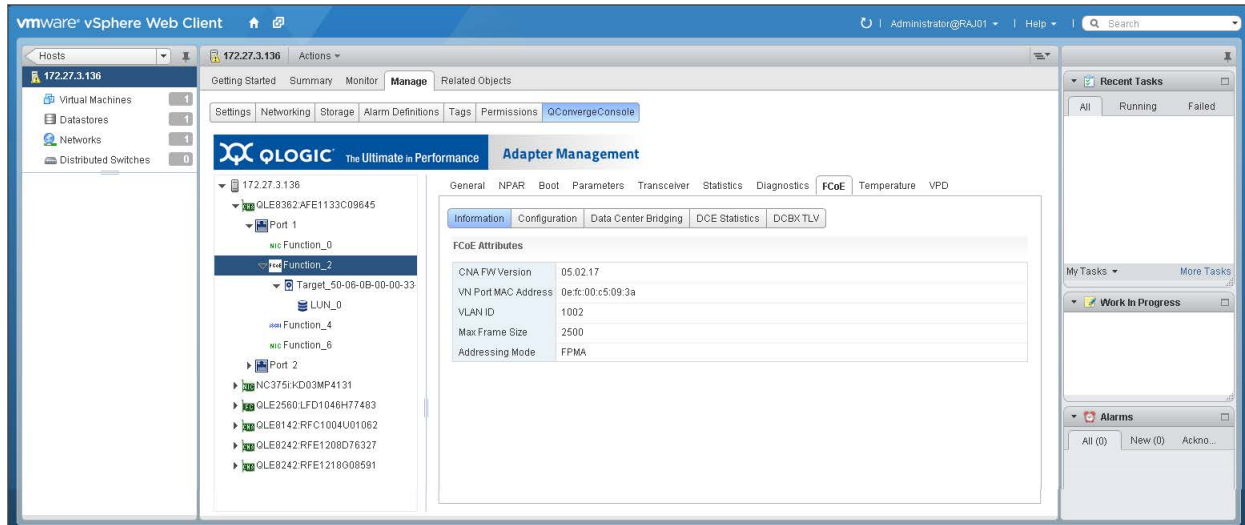 vmware® vSphere Web Client
Administrator@RAJ01
Help
Search
Hosts
172.27.3.136
Virtual Machines 1
Datastores 1
Networks 1
Distributed Switches 0
172.27.3.136 Actions
Getting Started Summary Monitor Manage Related Objects
Settings Networking Storage Alarm Definitions Tags Permissions QConvergeConsole
QLOGIC® The Ultimate in Performance Adapter Management
172.27.3.136
QLE8362:AFE1133C09645
Port 1
NIC Function_0
FCoE Function_2
Target_50-06-0B-00-00-33-
LUN_0
iSCSI Function_4
NIC Function_6
Port 2
NC375i:KD03MP4131
QLE2560:LFD1046H77483
QLE8142:RFC1004U01062
QLE8242:RFE1208D76327
QLE8242:RFE1218G08591
General NPAR Boot Parameters Transceiver Statistics Diagnostics FCoE Temperature VPD
Information Configuration Data Center Bridging DCE Statistics DCBX TLV
FCoE Attributes
CNA FW Version 05.02.17
VN Port MAC Address 0e:fc:00:c5:09:3a
VLAN ID 1002
Max Frame Size 2500
Addressing Mode FPMA
Recent Tasks
All Running Failed
My Tasks More Tasks
Work In Progress
Alarms
All (0) New (0) Ackno...